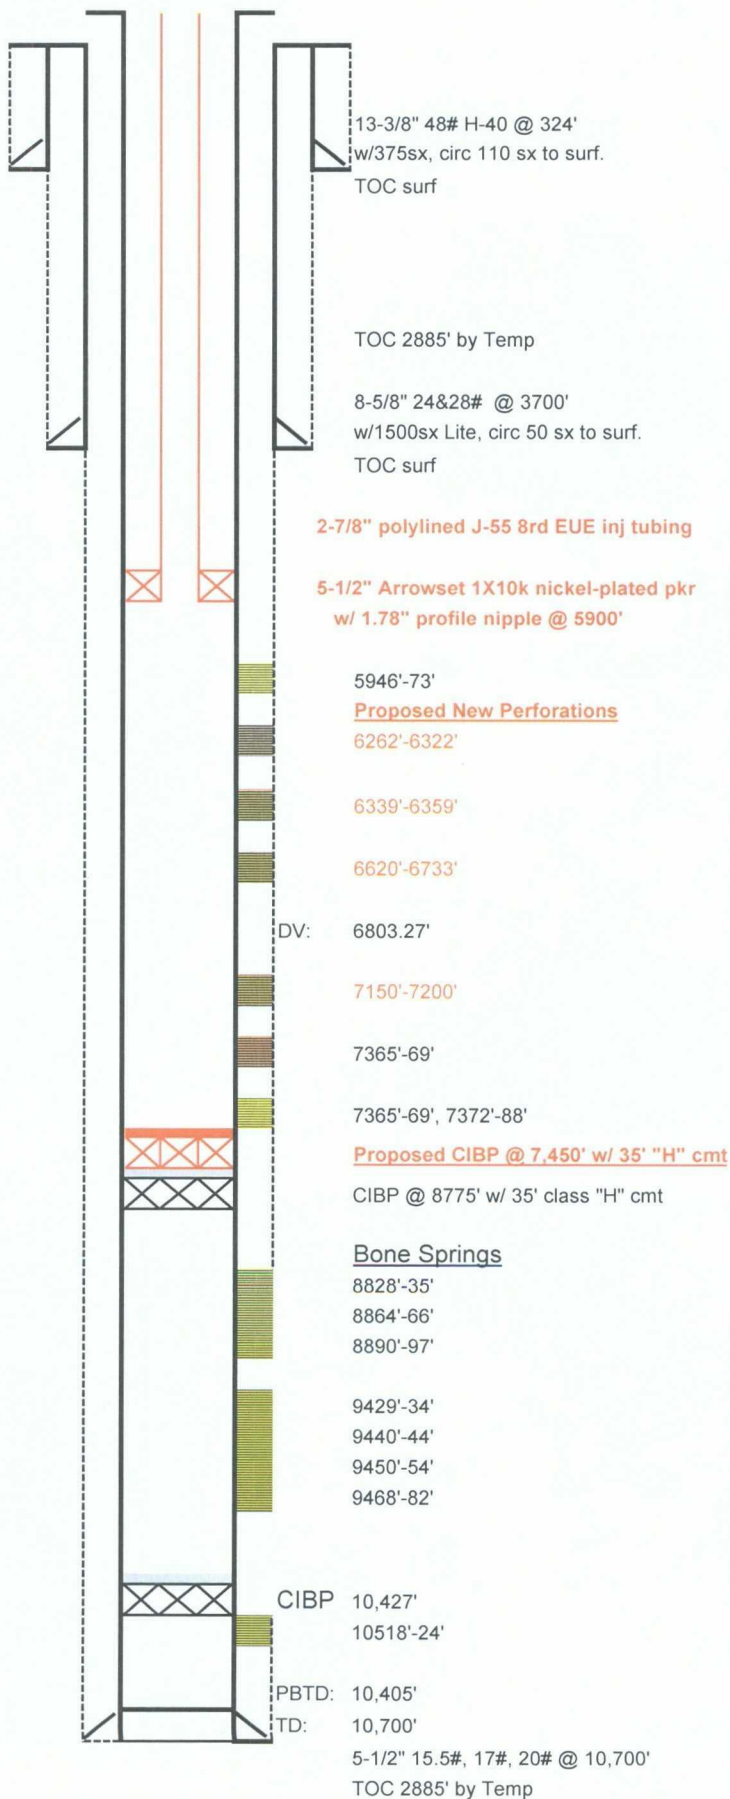 13-3/8" 48# H-40 @ 324'
w/375sx, circ 110 sx to surf.
TOC surf
TOC 2885' by Temp
8-5/8" 24&28# @ 3700'
w/1500sx Lite, circ 50 sx to surf.
TOC surf
2-7/8" polylined J-55 8rd EUE inj tubing
5-1/2" Arrowset 1X10k nickel-plated pkr
w/ 1.78" profile nipple @ 5900'
5946'-73'
Proposed New Perforations
6262'-6322'
6339'-6359'
6620'-6733'
DV: 6803.27'
7150'-7200'
7365'-69'
7365'-69', 7372'-88'
Proposed CIBP @ 7,450' w/ 35' "H" cmt
CIBP @ 8775' w/ 35' class "H" cmt
Bone Springs
8828'-35'
8864'-66'
8890'-97'
9429'-34'
9440'-44'
9450'-54'
9468'-82'
CIBP 10,427'
10518'-24'
PBTD: 10,405'
TD: 10,700'
5-1/2" 15.5#, 17#, 20# @ 10,700'
TOC 2885' by Temp